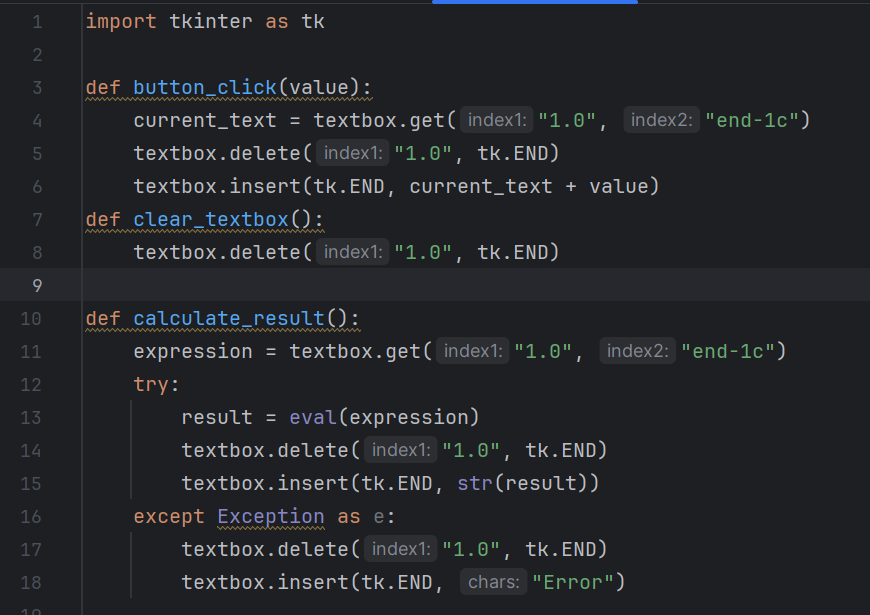 1 import tkinter as tk
2
3 def button_click(value):
4 current_text = textbox.get( index1: "1.0", index2: "end-1c")
5 textbox.delete( index1: "1.0", tk.END)
6 textbox.insert(tk.END, current_text + value)
7 def clear_textbox():
8 textbox.delete( index1: "1.0", tk.END)
9
10 def calculate_result():
11 expression = textbox.get( index1: "1.0", index2: "end-1c")
12 try:
13 result = eval(expression)
14 textbox.delete( index1: "1.0", tk.END)
15 textbox.insert(tk.END, str(result))
16 except Exception as e:
17 textbox.delete( index1: "1.0", tk.END)
18 textbox.insert(tk.END, chars: "Error")
19